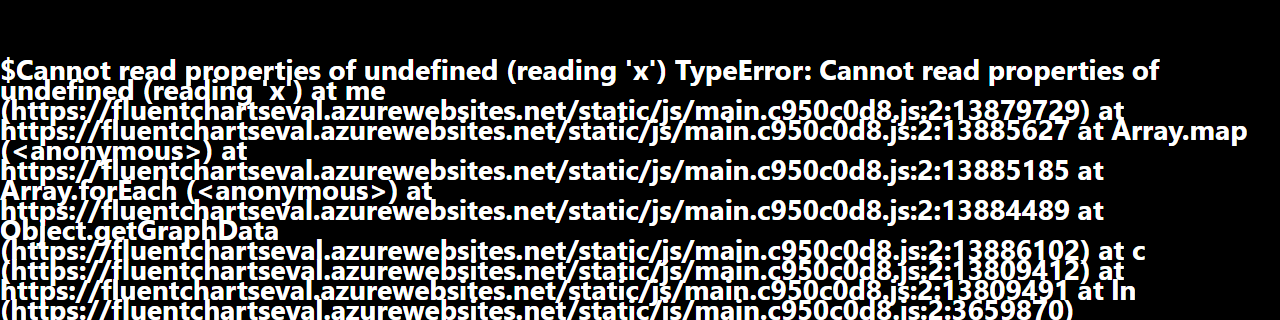 $Cannot read properties of undefined (reading 'x') TypeError: Cannot read properties of
undefined (reading 'x') at me
(https://fluentchartseval.azurewebsites.net/static/js/main.c950c0d8.js:2:13879729) at
https://fluentchartseval.azurewebsites.net/static/js/main.c950c0d8.js:2:13885627 at Array.map
(<anonymous>) at
https://fluentchartseval.azurewebsites.net/static/js/main.c950c0d8.js:2:13885185 at
Array.forEach (<anonymous>) at
https://fluentchartseval.azurewebsites.net/static/js/main.c950c0d8.js:2:13884489 at
Object.getGraphData
(https://fluentchartseval.azurewebsites.net/static/js/main.c950c0d8.js:2:13886102) at c
(https://fluentchartseval.azurewebsites.net/static/js/main.c950c0d8.js:2:13809412) at
https://fluentchartseval.azurewebsites.net/static/js/main.c950c0d8.js:2:13809491 at ln
(https://fluentchartseval.azurewebsites.net/static/js/main.c950c0d8.js:2:3659870)